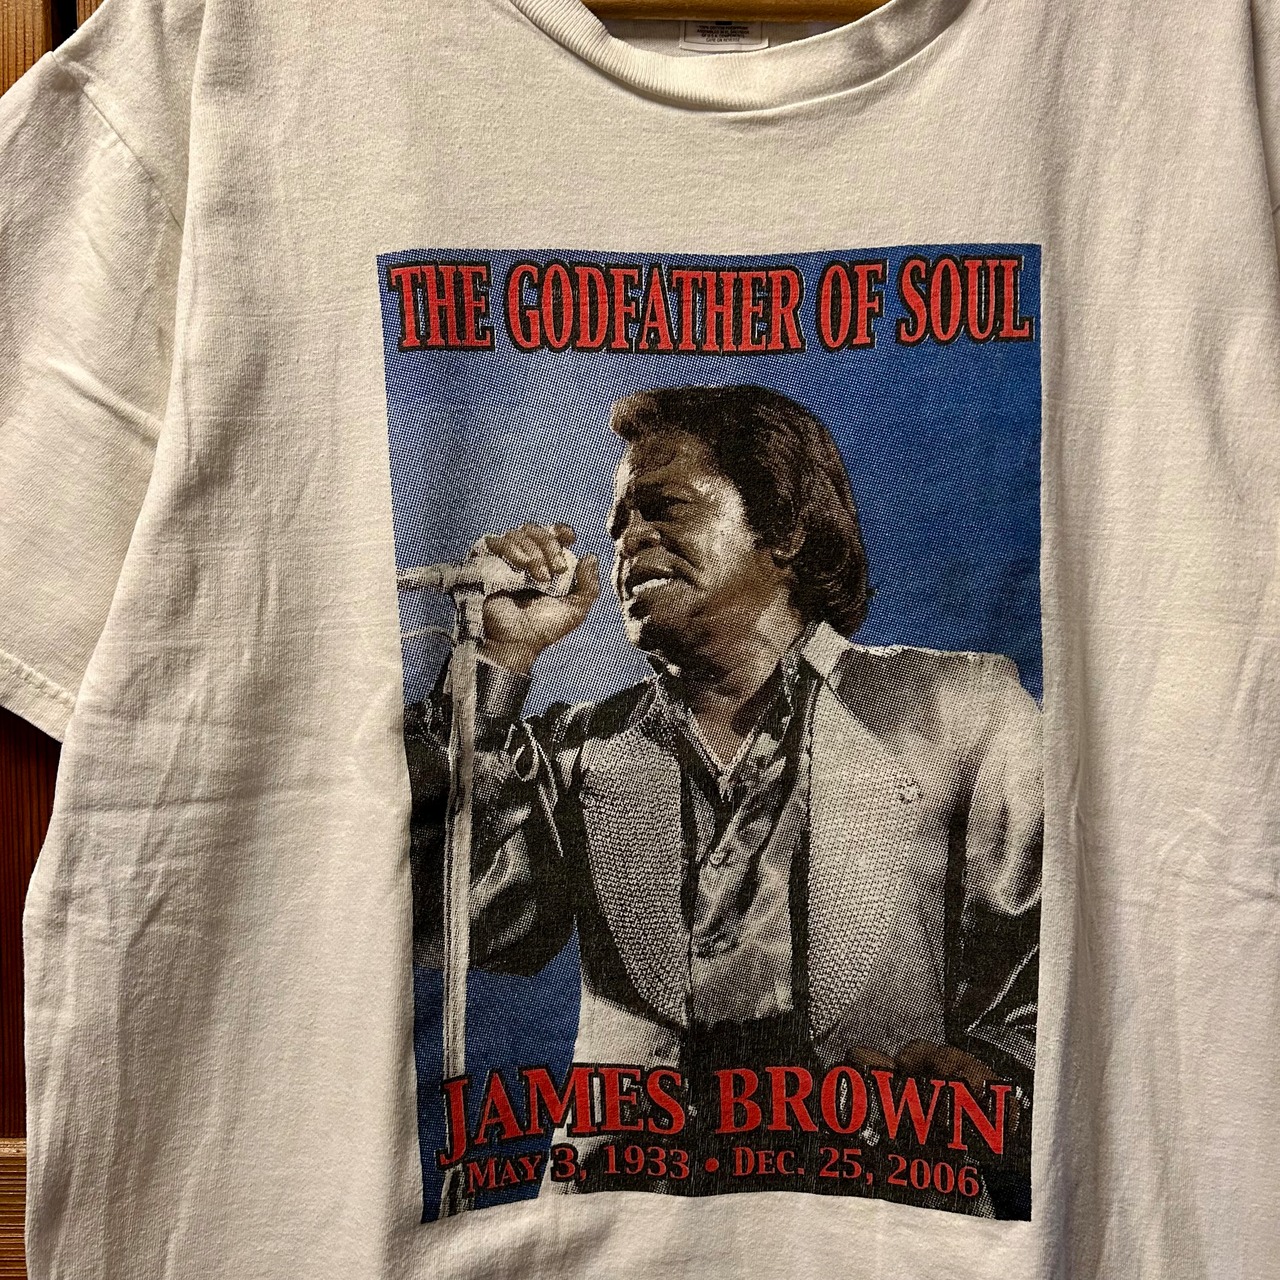 THE GODFATHER OF SOUL
JAMES BROWN
MAY 3, 1933 • DEC. 25, 2006